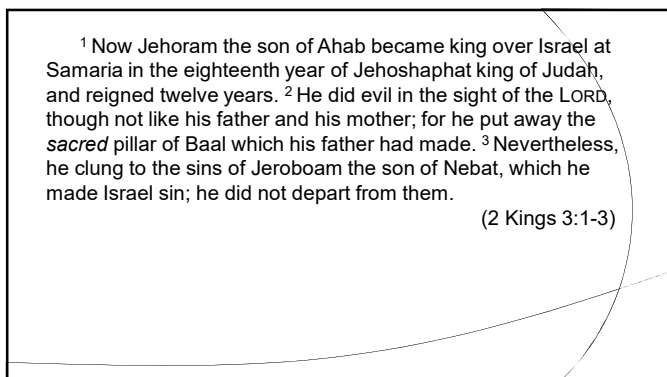 1 Now Jehoram the son of Ahab became king over Israel at
Samaria in the eighteenth year of Jehoshaphat king of Judah,
and reigned twelve years. 2 He did evil in the sight of the LORD,
though not like his father and his mother; for he put away the
sacred pillar of Baal which his father had made. 3 Nevertheless,
he clung to the sins of Jeroboam the son of Nebat, which he
made Israel sin; he did not depart from them.
(2 Kings 3:1-3)